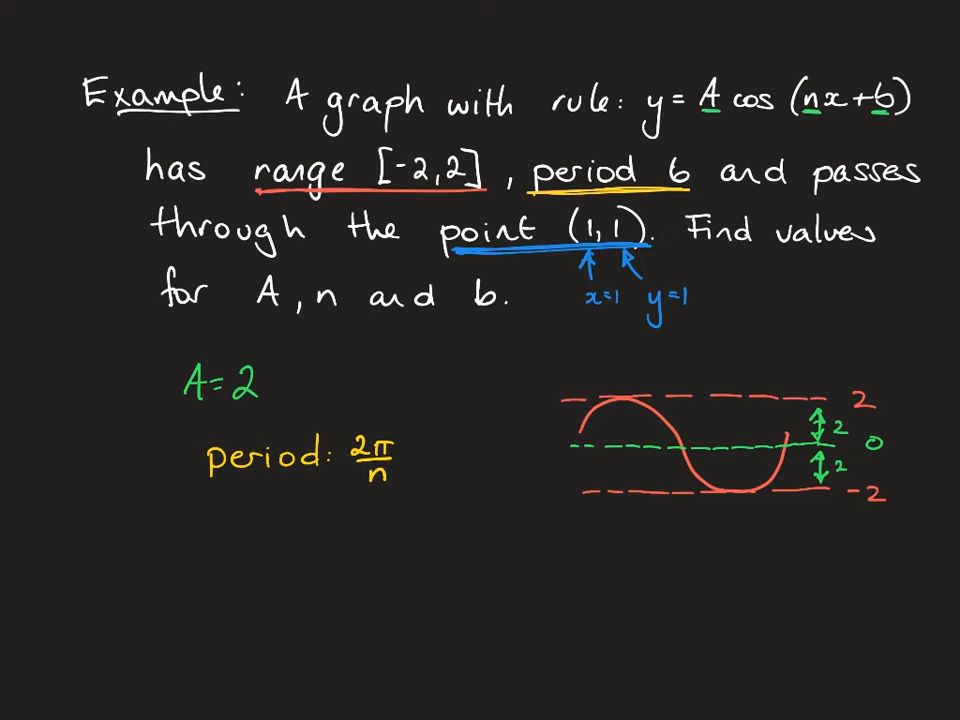 Example: A graph with rule: y = A cos (nx+b)
has range [-2,2], period 6 and passes
through the point (1,1). Find values
for A, n and b.
x=1 y=1
A=2
period: 2π/n
2
2
0
2
-2